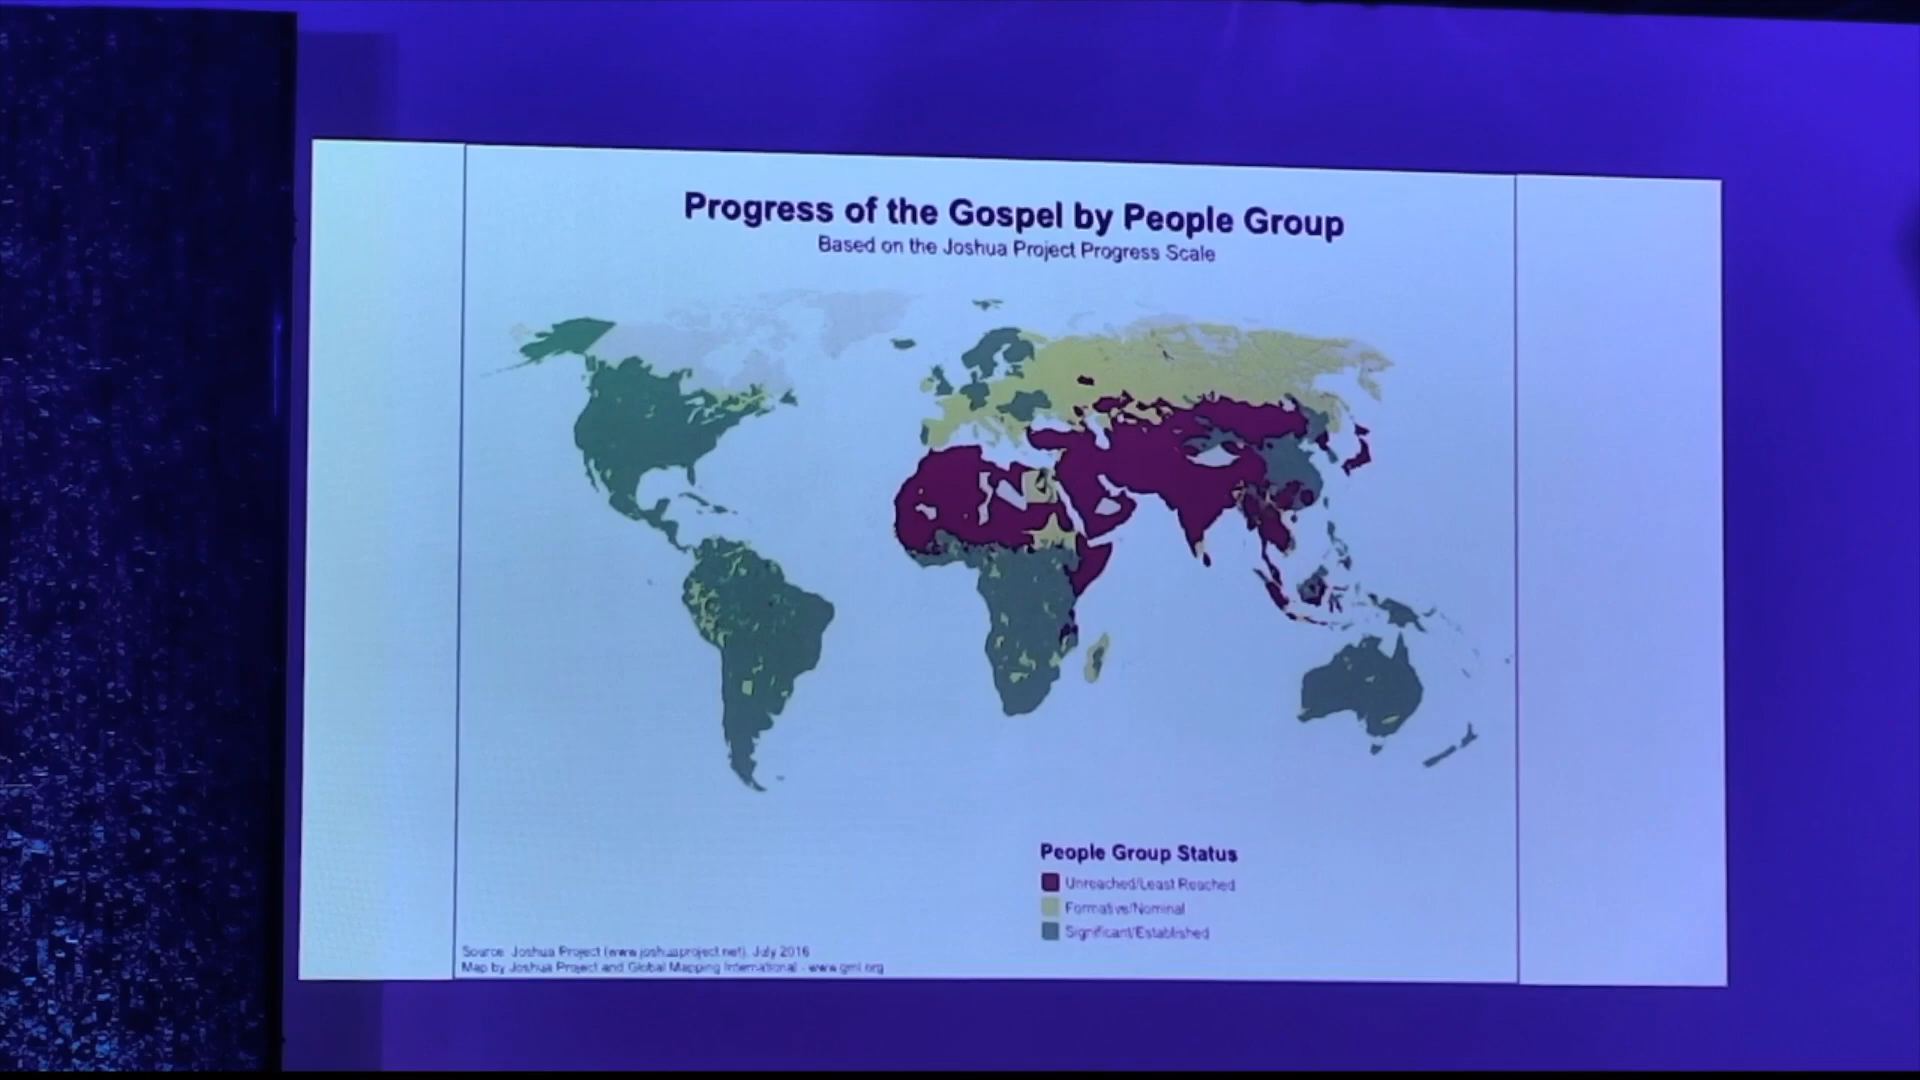 Progress of the Gospel by People Group
Based on the Joshua Project Progress Scale
People Group Status
Unreached/Least Reached
Formative/Nominal
Significant/Established
Source: Joshua Project (www.joshuaproject.net). July 2016
Map by Joshua Project and Global Mapping International - www.gmi.org